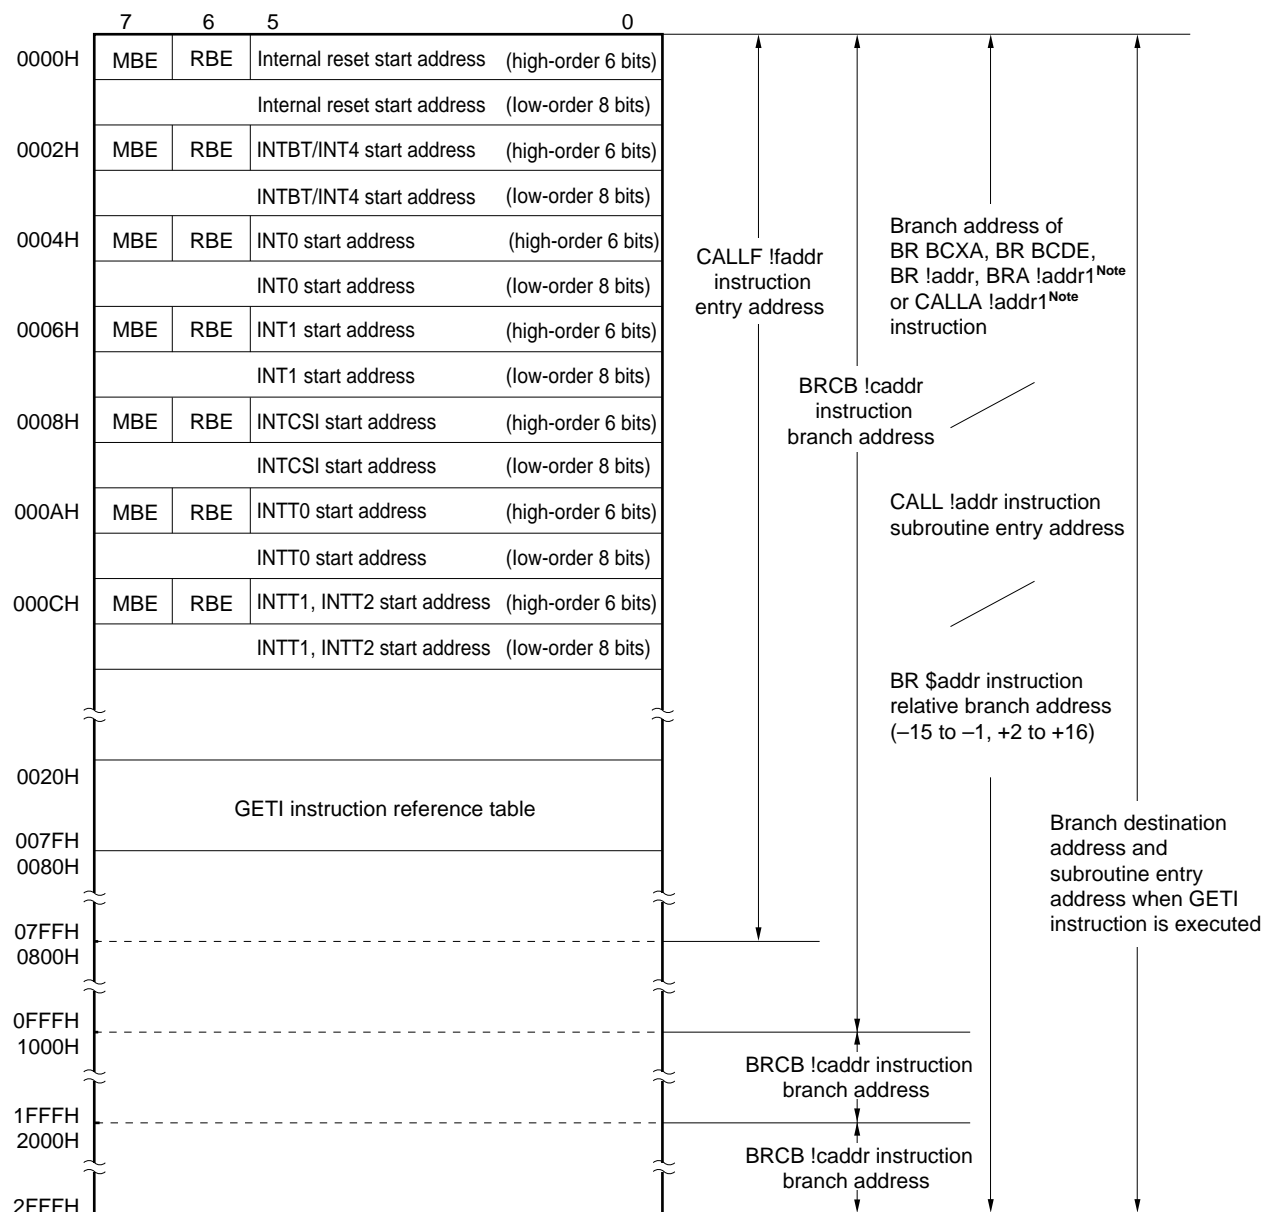 7 6 5 0
0000H MBE RBE Internal reset start address (high-order 6 bits)
Internal reset start address (low-order 8 bits)
0002H MBE RBE INTBT/INT4 start address (high-order 6 bits)
INTBT/INT4 start address (low-order 8 bits)
0004H MBE RBE INT0 start address (high-order 6 bits)
INT0 start address (low-order 8 bits)
0006H MBE RBE INT1 start address (high-order 6 bits)
INT1 start address (low-order 8 bits)
0008H MBE RBE INTCSI start address (high-order 6 bits)
INTCSI start address (low-order 8 bits)
000AH MBE RBE INTT0 start address (high-order 6 bits)
INTT0 start address (low-order 8 bits)
000CH MBE RBE INTT1, INTT2 start address (high-order 6 bits)
INTT1, INTT2 start address (low-order 8 bits)
0020H
GETI instruction reference table
007FH
0080H
07FFH
0800H
0FFFH
1000H
1FFFH
2000H
2FFFH
CALLF !faddr
instruction
entry address
BRCB !caddr
instruction
branch address
Branch address of
BR BCXA, BR BCDE,
BR !addr, BRA !addr1Note
or CALLA !addr1Note
instruction
CALL !addr instruction
subroutine entry address
BR $addr instruction
relative branch address
(–15 to –1, +2 to +16)
Branch destination
address and
subroutine entry
address when GETI
instruction is executed
BRCB !caddr instruction
branch address
BRCB !caddr instruction
branch address